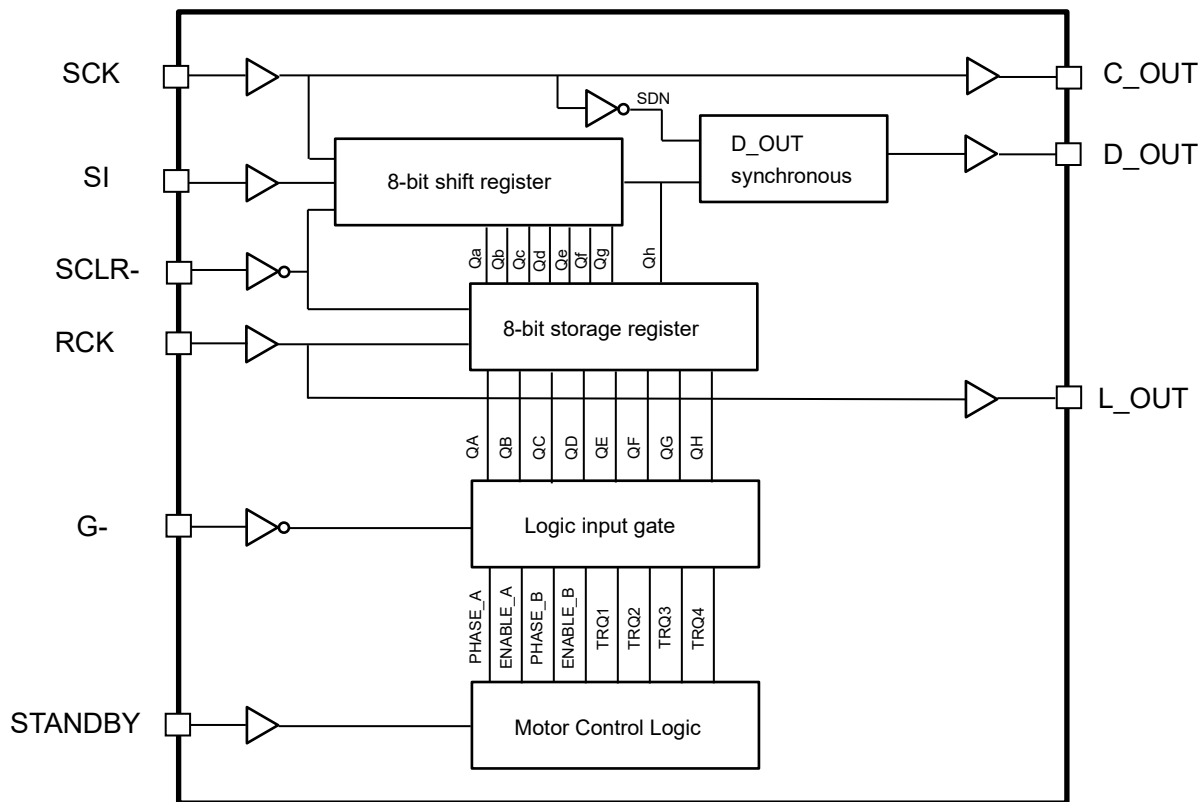 SCK
C_OUT
SDN
D_OUT
synchronous
D_OUT
SI
8-bit shift register
Qa
Qb
Qc
Qd
Qe
Qf
Qg
Qh
SCLR-
8-bit storage register
RCK
L_OUT
QA
QB
QC
QD
QE
QF
QG
QH
G-
Logic input gate
PHASE_A
ENABLE_A
PHASE_B
ENABLE_B
TRQ1
TRQ2
TRQ3
TRQ4
STANDBY
Motor Control Logic